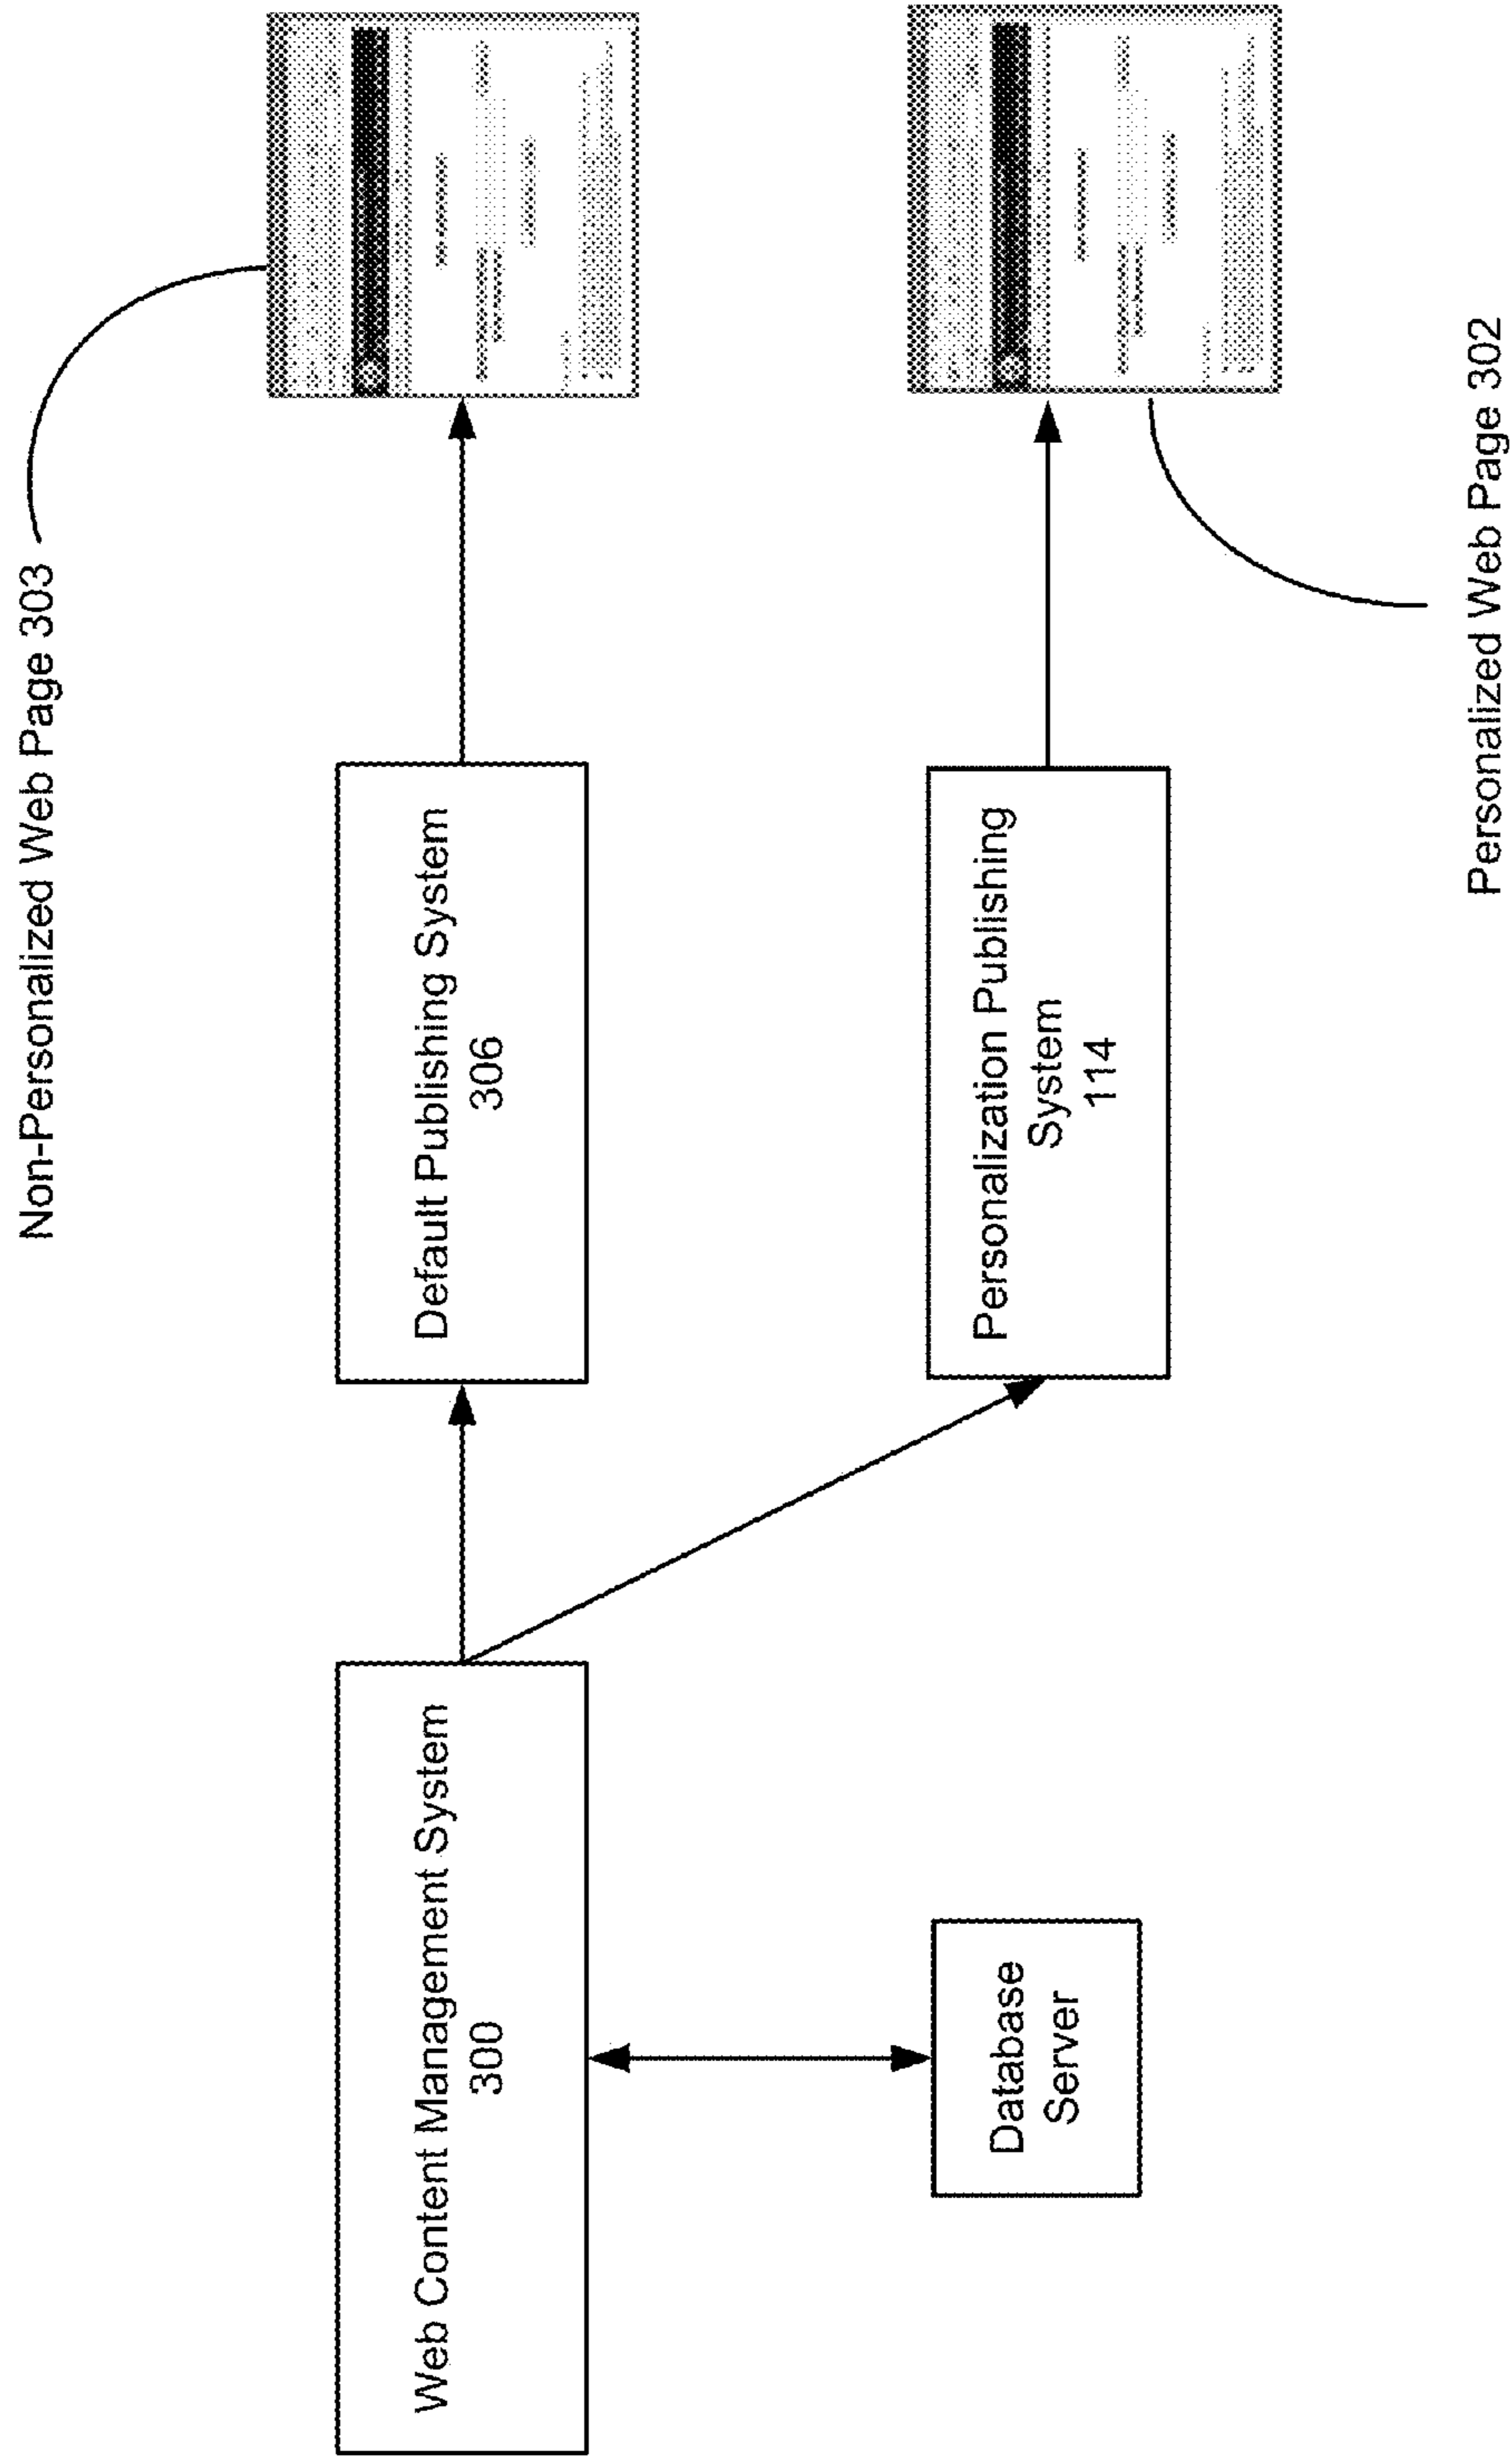 Non-Personalized Web Page 303
Web Content Management System
300
Default Publishing System
306
Database
Server
Personalization Publishing
System
114
Personalized Web Page 302